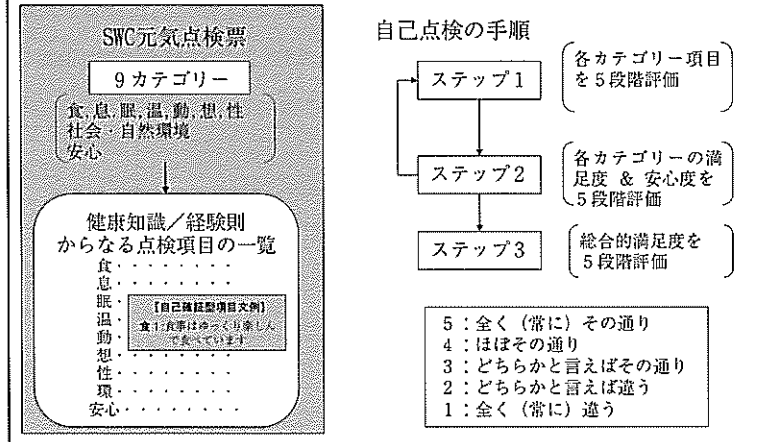 SWC元気点検票
9カテゴリー
食,息,眠,温,動,想,性
社会・自然環境
安心
健康知識／経験則
からなる点検項目の一覧
食・・・・・・・・
息・・・・・・・・
眠・
温・
動・
想・・・・・・・・
性・・・・・・・・
環・・・・・・・・
安心・・・・・・・・
【自己確証型項目文例】
食1:食事はゆっくり楽しん
で食べています
自己点検の手順
ステップ1
各カテゴリー項目
を5段階評価
ステップ2
各カテゴリーの満
足度 & 安心度を
5段階評価
ステップ3
総合的満足度を
5段階評価
5：全く（常に）その通り
4：ほぼその通り
3：どちらかと言えばその通り
2：どちらかと言えば違う
1：全く（常に）違う